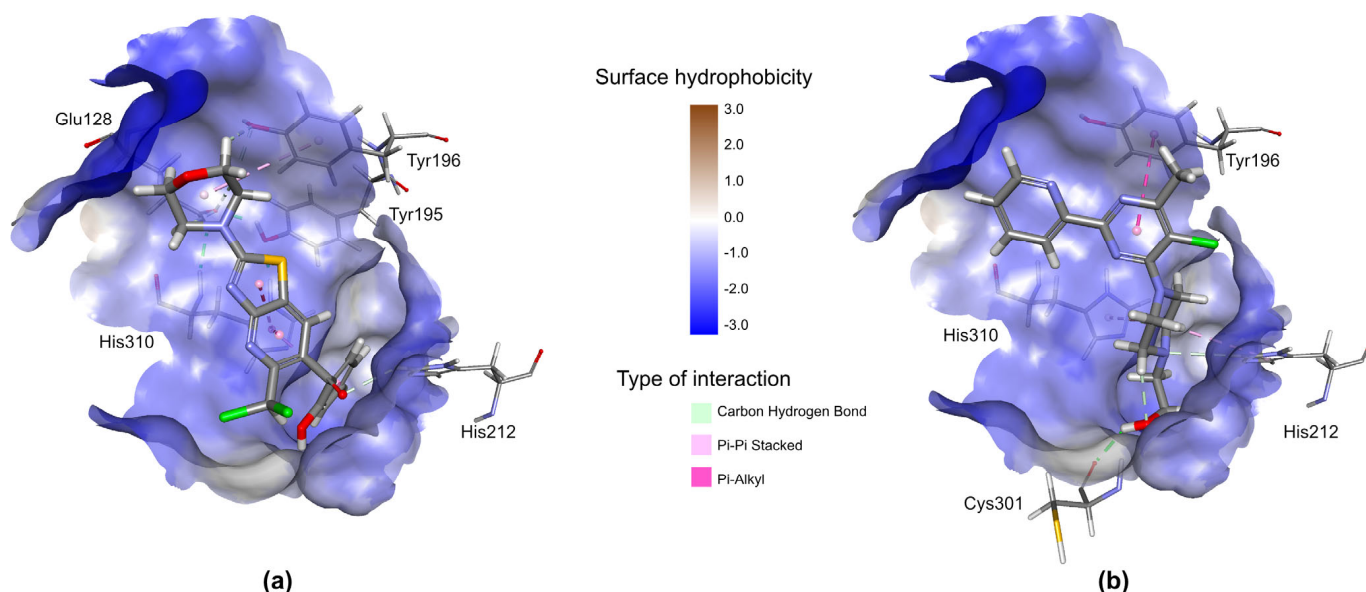 Glu128
Tyr196
Tyr195
His310
His212
(a)
Surface hydrophobicity
3.0
2.0
1.0
0.0
-1.0
-2.0
-3.0
Type of interaction
Carbon Hydrogen Bond
Pi-Pi Stacked
Pi-Alkyl
Tyr196
His310
His212
Cys301
(b)